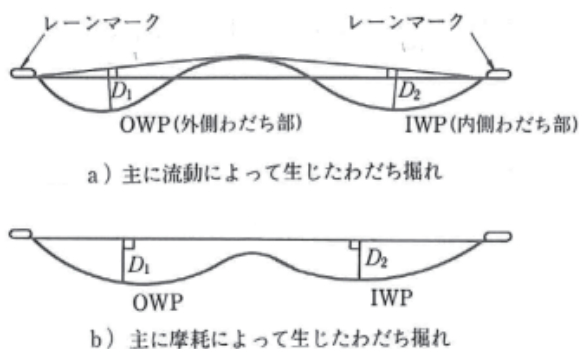 レーンマーク レーンマーク
D₁ D₂
OWP(外側わだち部) IWP(内側わだち部)
a) 主に流動によって生じたわだち掘れ
D₁ D₂
OWP IWP
b) 主に摩耗によって生じたわだち掘れ